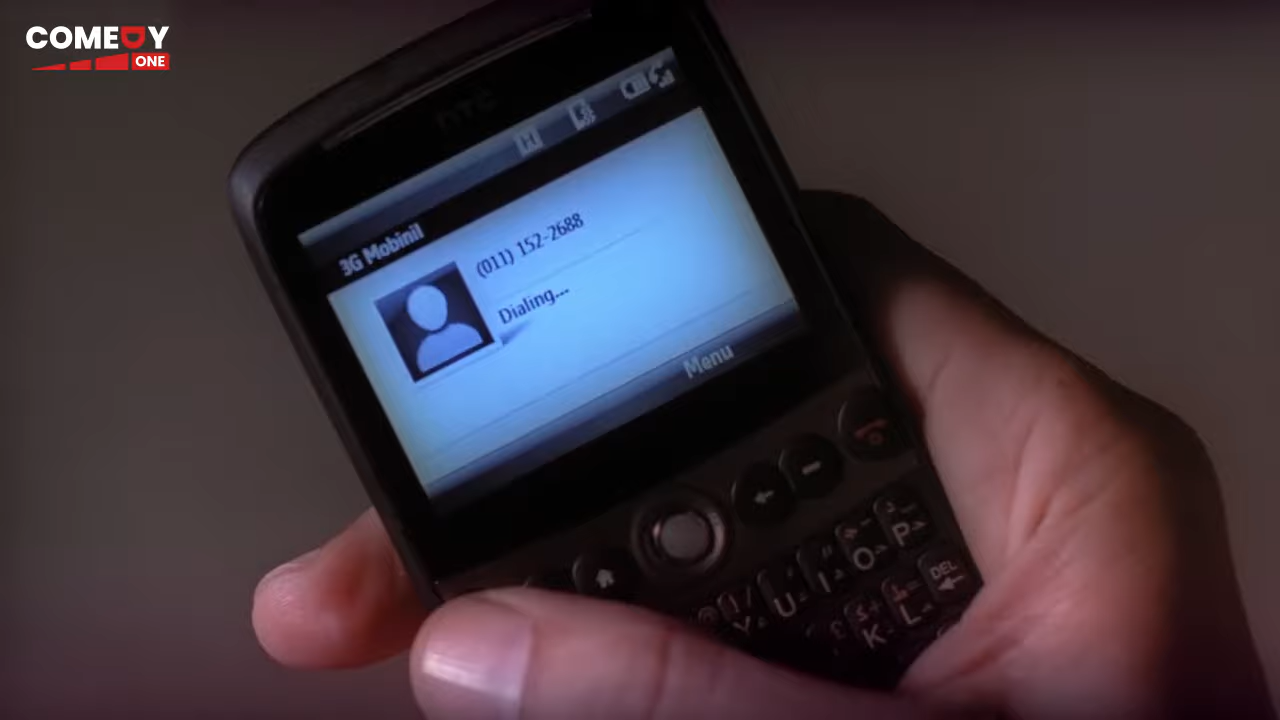 COMEDY
ONE
hTC
H
3G Mobinil
(011) 152-2688
Dialing...
Menu
P
O
I
U
Y
DEL
L
K